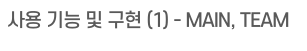 사용 기능 및 구현 (1) - MAIN, TEAM